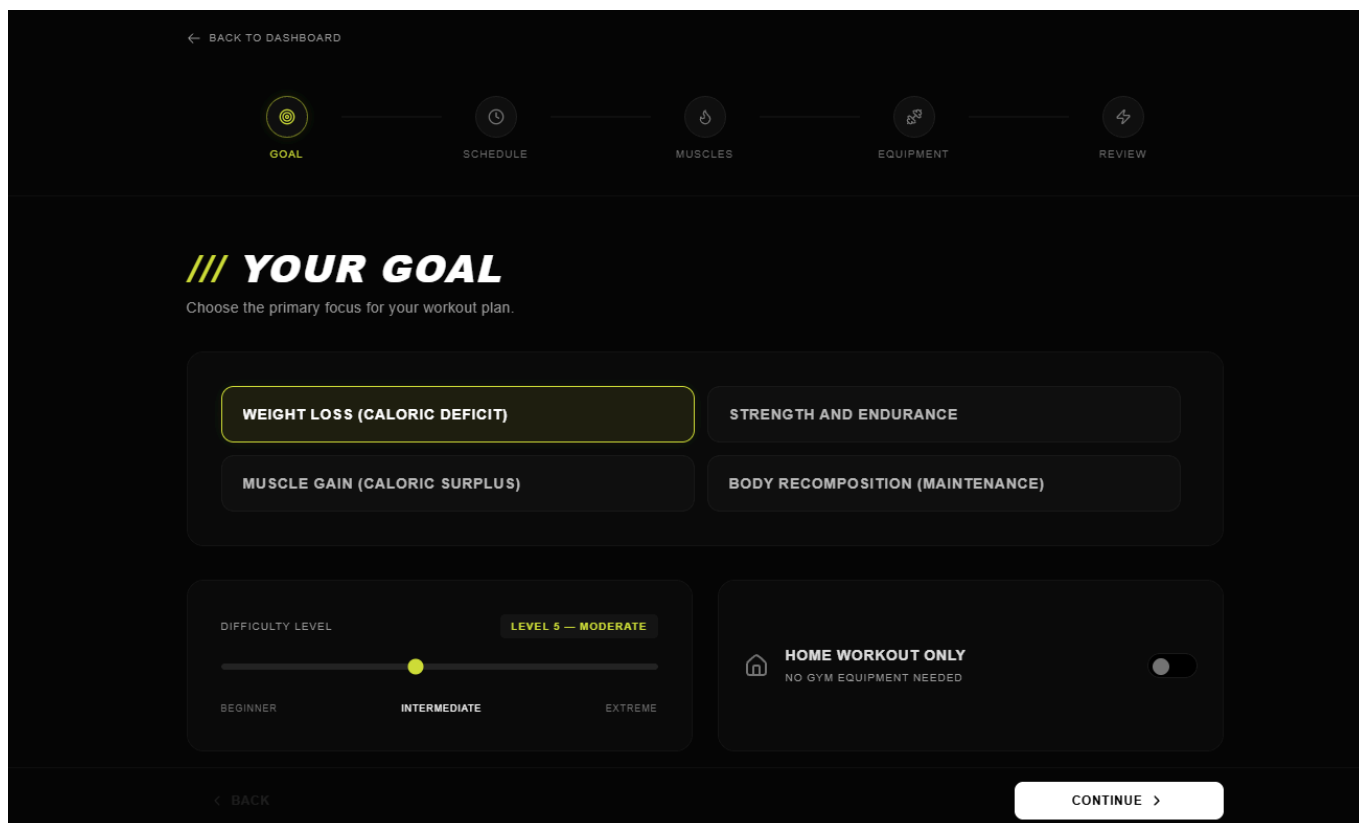 BACK TO DASHBOARD
GOAL
SCHEDULE
MUSCLES
EQUIPMENT
REVIEW
/// YOUR GOAL
Choose the primary focus for your workout plan.
WEIGHT LOSS (CALORIC DEFICIT)
STRENGTH AND ENDURANCE
MUSCLE GAIN (CALORIC SURPLUS)
BODY RECOMPOSITION (MAINTENANCE)
DIFFICULTY LEVEL
LEVEL 5 — MODERATE
BEGINNER
INTERMEDIATE
EXTREME
HOME WORKOUT ONLY
NO GYM EQUIPMENT NEEDED
BACK
CONTINUE